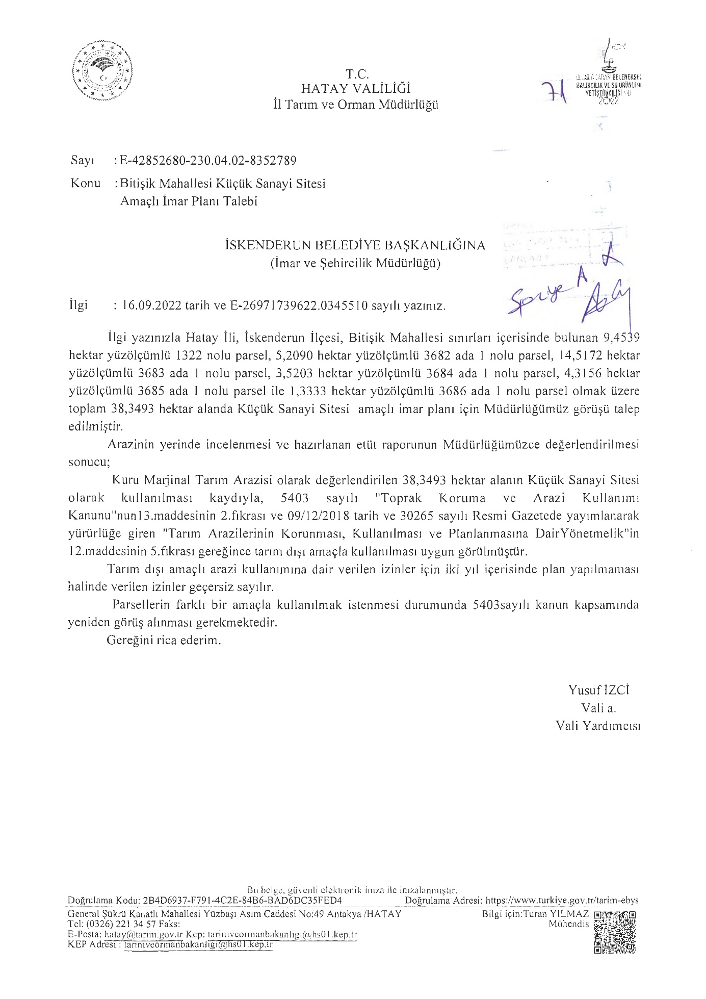 T.C.
HATAY VALİLİĞİ
İl Tarım ve Orman Müdürlüğü
GELENEKSEL
BALIKÇILIK VE SU ÜRÜNLERİ
YETİŞTİRİCİLİĞİ YILI
2022
71
Sayı : E-42852680-230.04.02-8352789
Konu : Bitişik Mahallesi Küçük Sanayi Sitesi
Amaçlı İmar Planı Talebi
İSKENDERUN BELEDİYE BAŞKANLIĞINA
(İmar ve Şehircilik Müdürlüğü)
İlgi : 16.09.2022 tarih ve E-26971739622.0345510 sayılı yazınız.
İlgi yazınızla Hatay İli, İskenderun İlçesi, Bitişik Mahallesi sınırları içerisinde bulunan 9,4539
hektar yüzölçümlü 1322 nolu parsel, 5,2090 hektar yüzölçümlü 3682 ada 1 nolu parsel, 14,5172 hektar
yüzölçümlü 3683 ada 1 nolu parsel, 3,5203 hektar yüzölçümlü 3684 ada 1 nolu parsel, 4,3156 hektar
yüzölçümlü 3685 ada 1 nolu parsel ile 1,3333 hektar yüzölçümlü 3686 ada 1 nolu parsel olmak üzere
toplam 38,3493 hektar alanda Küçük Sanayi Sitesi amaçlı imar planı için Müdürlüğümüz görüşü talep
edilmiştir.
Arazinin yerinde incelenmesi ve hazırlanan etüt raporunun Müdürlüğümüzce değerlendirilmesi
sonucu;
Kuru Marjinal Tarım Arazisi olarak değerlendirilen 38,3493 hektar alanın Küçük Sanayi Sitesi
olarak kullanılması kaydıyla, 5403 sayılı "Toprak Koruma ve Arazi Kullanımı
Kanunu"nun13.maddesinin 2.fıkrası ve 09/12/2018 tarih ve 30265 sayılı Resmi Gazetede yayımlanarak
yürürlüğe giren "Tarım Arazilerinin Korunması, Kullanılması ve Planlanmasına DairYönetmelik"in
12.maddesinin 5.fıkrası gereğince tarım dışı amaçla kullanılması uygun görülmüştür.
Tarım dışı amaçlı arazi kullanımına dair verilen izinler için iki yıl içerisinde plan yapılmaması
halinde verilen izinler geçersiz sayılır.
Parsellerin farklı bir amaçla kullanılmak istenmesi durumunda 5403sayılı kanun kapsamında
yeniden görüş alınması gerekmektedir.
Gereğini rica ederim.
Yusuf İZCİ
Vali a.
Vali Yardımcısı
Bu belge, güvenli elektronik imza ile imzalanmıştır.
Doğrulama Kodu: 2B4D6937-F791-4C2E-84B6-BAD6DC35FED4 Doğrulama Adresi: https://www.turkiye.gov.tr/tarim-ebys
General Şükrü Kanatlı Mahallesi Yüzbaşı Asım Caddesi No:49 Antakya /HATAY Bilgi için:Turan YILMAZ
Tel: (0326) 221 34 57 Faks: Mühendis
E-Posta: hatay@tarim.gov.tr Kep: tarimveormanbakanligi@hs01.kep.tr
KEP Adresi : tarimveormanbakanligi@hs01.kep.tr